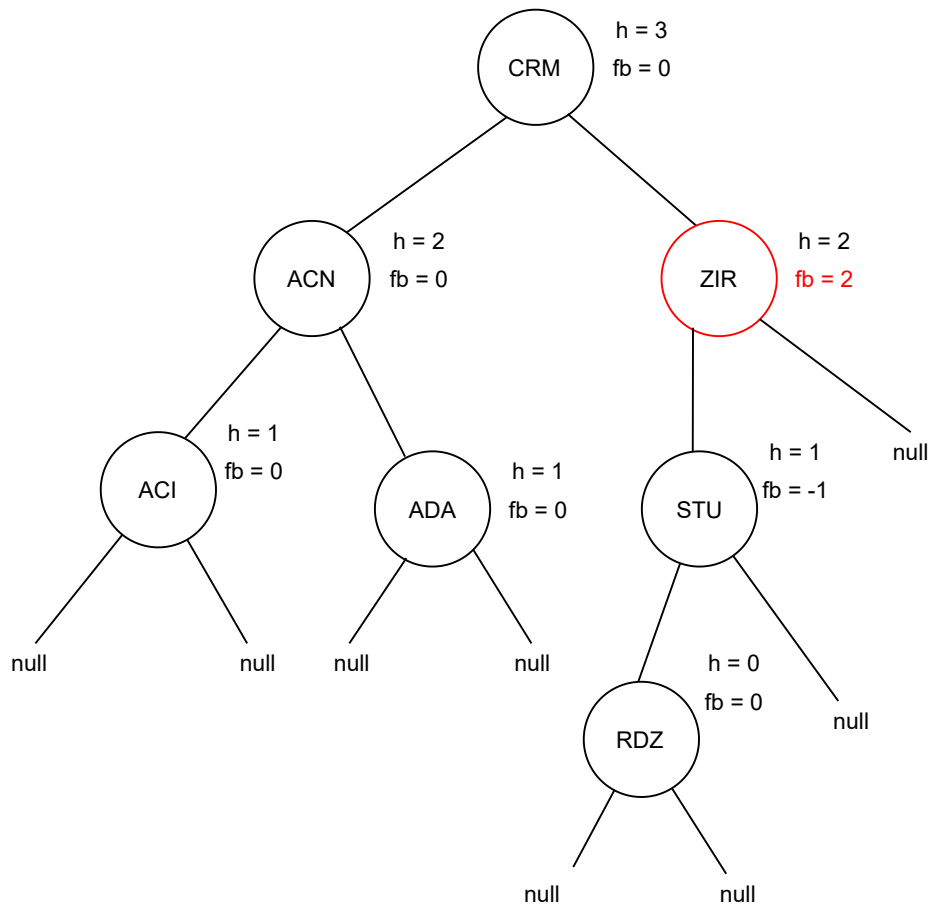 h = 3
CRM
fb = 0
h = 2
ACN
fb = 0
h = 2
ZIR
fb = 2
h = 1
ACI
fb = 0
h = 1
ADA
fb = 0
null
h = 1
STU
fb = -1
null
null
null
null
h = 0
fb = 0
null
RDZ
null
null